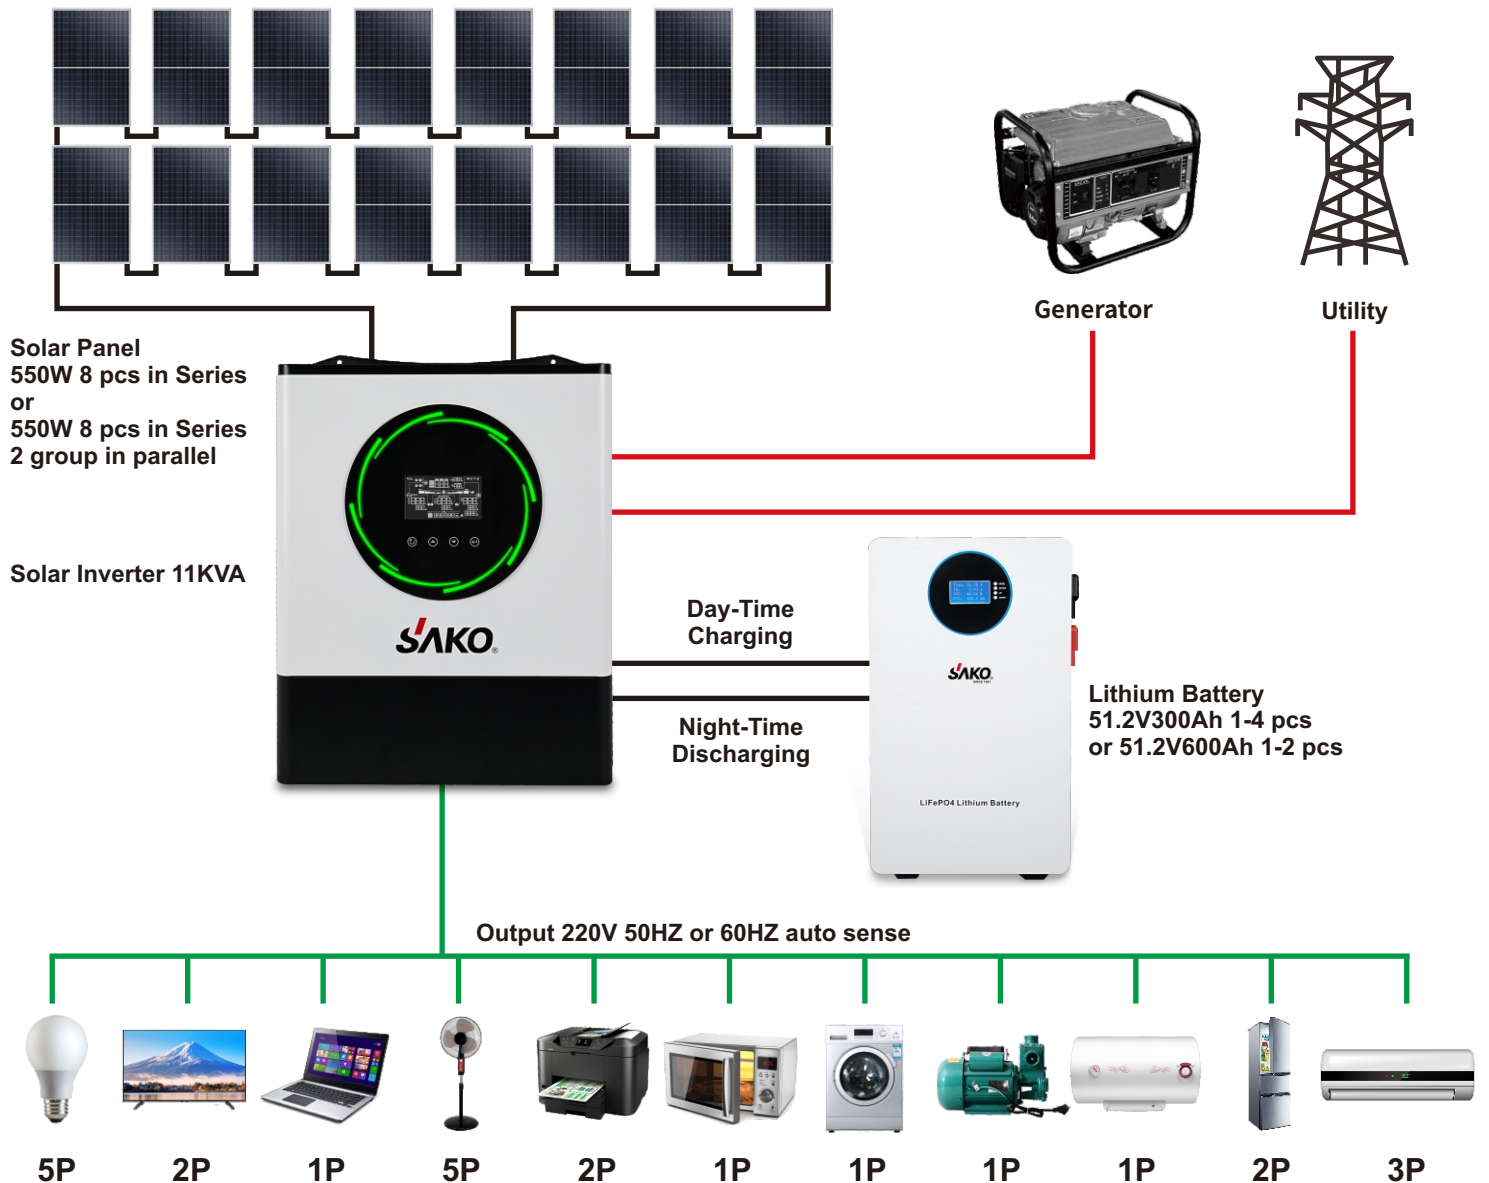 Generator
Utility
Solar Panel
550W 8 pcs in Series
or
550W 8 pcs in Series
2 group in parallel
Solar Inverter 11KVA
SAKO
®
Day-Time
Charging
Night-Time
Discharging
SAKO
LiFePO4 Lithium Battery
Lithium Battery
51.2V300Ah 1-4 pcs
or 51.2V600Ah 1-2 pcs
Output 220V 50HZ or 60HZ auto sense
5P
2P
1P
5P
2P
1P
1P
1P
1P
2P
3P